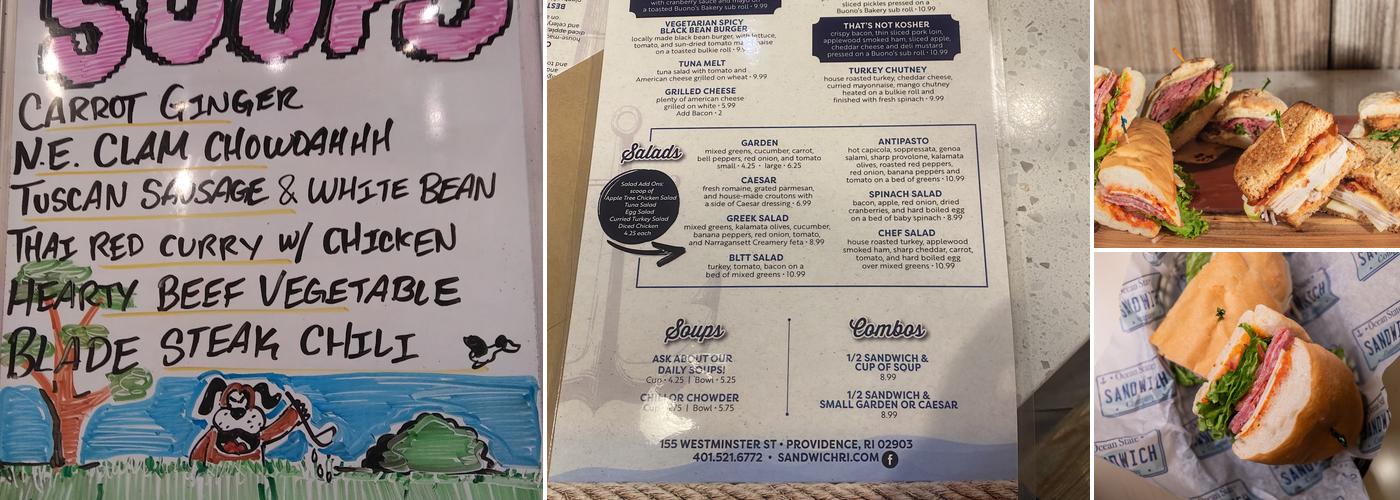 SOUPS
CARROT GINGER
N.E. CLAM CHOWDAHHH
TUSCAN SAUSAGE & WHITE BEAN
THAI RED CURRY W/ CHICKEN
HEARTY BEEF VEGETABLE
BLADE STEAK CHILI
with cranberry sauce and mayo on
a toasted Buono's Bakery sub roll • 9.99
VEGETARIAN SPICY
BLACK BEAN BURGER
locally made black bean burger, with lettuce,
tomato, and sun-dried tomato mayonnaise
on a toasted bulkie roll • 9.
TUNA MELT
tuna salad with tomato and
American cheese grilled on wheat • 9.99
GRILLED CHEESE
plenty of american cheese
grilled on white • 5.99
Add Bacon • 2
sliced pickles pressed on a
Buono's Bakery sub roll • 10.99
THAT'S NOT KOSHER
crispy bacon, thin sliced pork loin,
applewood smoked ham, sliced apple,
cheddar cheese and deli mustard
pressed on a Buono's sub roll • 10.99
TURKEY CHUTNEY
house roasted turkey, cheddar cheese,
curried mayonnaise, mango chutney
heated on a bulkie roll and
finished with fresh spinach • 9.99
Salads
Salad Add Ons:
scoop of
Apple Tree Chicken Salad
Tuna Salad
Egg Salad
Curried Turkey Salad
Diced Chicken
4.25 each
GARDEN
mixed greens, cucumber, carrot,
bell peppers, red onion, and tomato
small • 4.25 • large • 6.25
CAESAR
fresh romaine, grated parmesan,
and house-made croutons with
a side of Caesar dressing • 6.99
GREEK SALAD
mixed greens, kalamata olives, cucumber,
banana peppers, red onion, tomato,
and Narragansett Creamery feta • 8.99
BLTT SALAD
turkey, tomato, bacon on a
bed of mixed greens • 10.99
ANTIPASTO
hot capicola, soppressata, genoa
salami, sharp provolone, kalamata
olives, roasted red peppers,
red onion, banana peppers and
tomato on a bed of greens • 10.99
SPINACH SALAD
bacon, apple, red onion, dried
cranberries, and hard boiled egg
on a bed of baby spinach • 8.99
CHEF SALAD
house roasted turkey, applewood
smoked ham, sharp cheddar, carrot,
tomato, and hard boiled egg
over mixed greens • 10.99
Soups
ASK ABOUT OUR
DAILY SOUPS!
Cup • 4.25 | Bowl • 5.25
CHILI OR CHOWDER
Cup • 4.75 | Bowl • 5.75
Combos
1/2 SANDWICH &
CUP OF SOUP
8.99
1/2 SANDWICH &
SMALL GARDEN OR CAESAR
8.99
155 WESTMINSTER ST • PROVIDENCE, RI 02903
401.521.6772 • SANDWICHRI.COM
Ocean State
SANDWICH
Ocean State
SANDWICH
Ocean State
SANDWICH